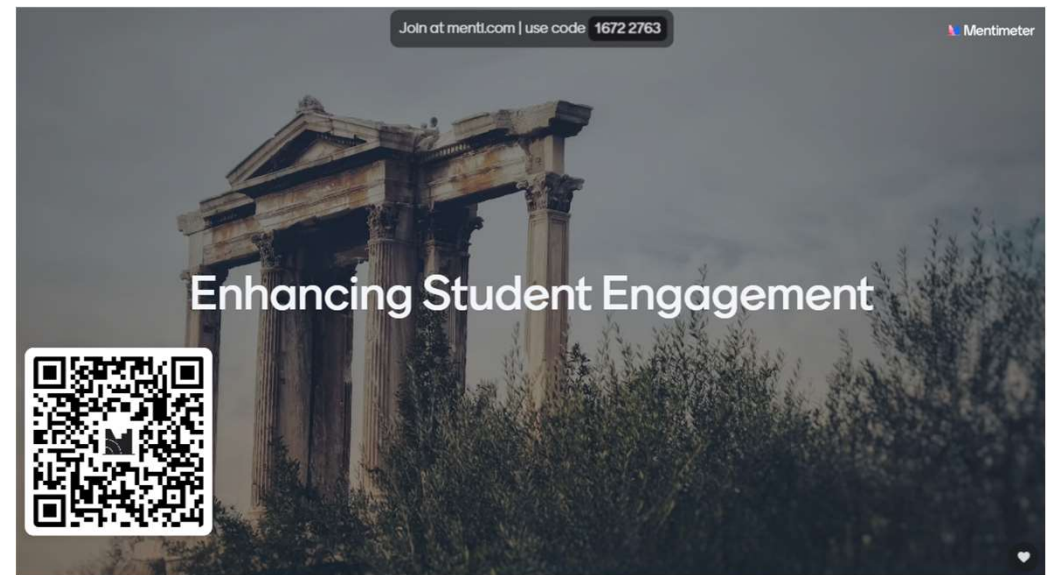 Join at menti.com | use code 1672 2763
Mentimeter
Enhancing Student Engagement